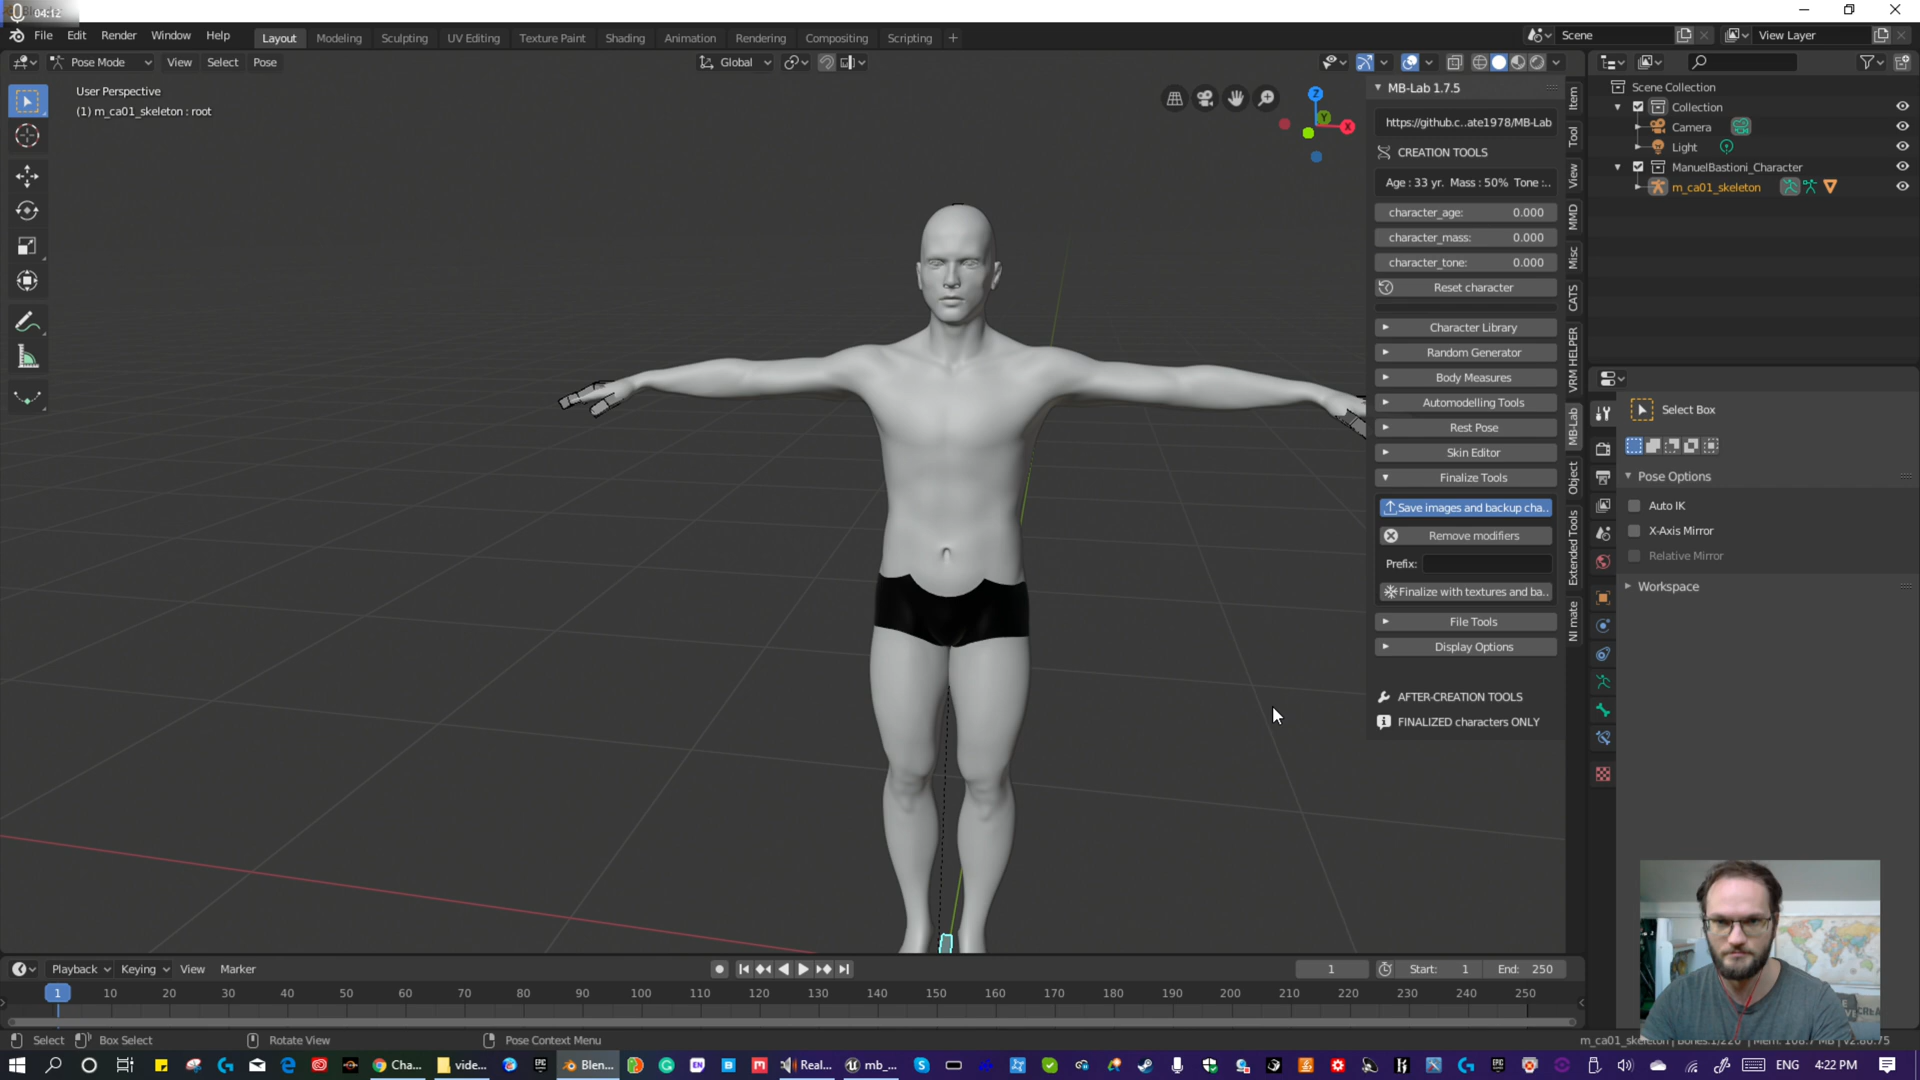 04:12
File Edit Render Window Help Layout Modeling Sculpting UV Editing Texture Paint Shading Animation Rendering Compositing Scripting + Scene View Layer
Pose Mode View Select Pose Global
User Perspective
(1) m_ca01_skeleton : root
Z
Y
X
MB-Lab 1.7.5
https://github.c..ate1978/MB-Lab
CREATION TOOLS
Age : 33 yr. Mass : 50% Tone :..
character_age: 0.000
character_mass: 0.000
character_tone: 0.000
Reset character
Character Library
Random Generator
Body Measures
Automodelling Tools
Rest Pose
Skin Editor
Finalize Tools
Save images and backup cha..
Remove modifiers
Prefix:
Finalize with textures and ba..
File Tools
Display Options
AFTER-CREATION TOOLS
FINALIZED characters ONLY
Item
Tool
View
MMD
Misc
CATS
VRM HELPER
MB-Lab
Object
Extended Tools
NI mate
Scene Collection
Collection
Camera
Light
ManuelBastioni_Character
m_ca01_skeleton
Select Box
Pose Options
Auto IK
X-Axis Mirror
Relative Mirror
Workspace
Playback Keying View Marker 1 Start: 1 End: 250
1 10 20 30 40 50 60 70 80 90 100 110 120 130 140 150 160 170 180 190 200 210 220 230 240 250
Select Box Select Rotate View Pose Context Menu
Cha... vide... Blen... Real... mb_... ENG 4:22 PM